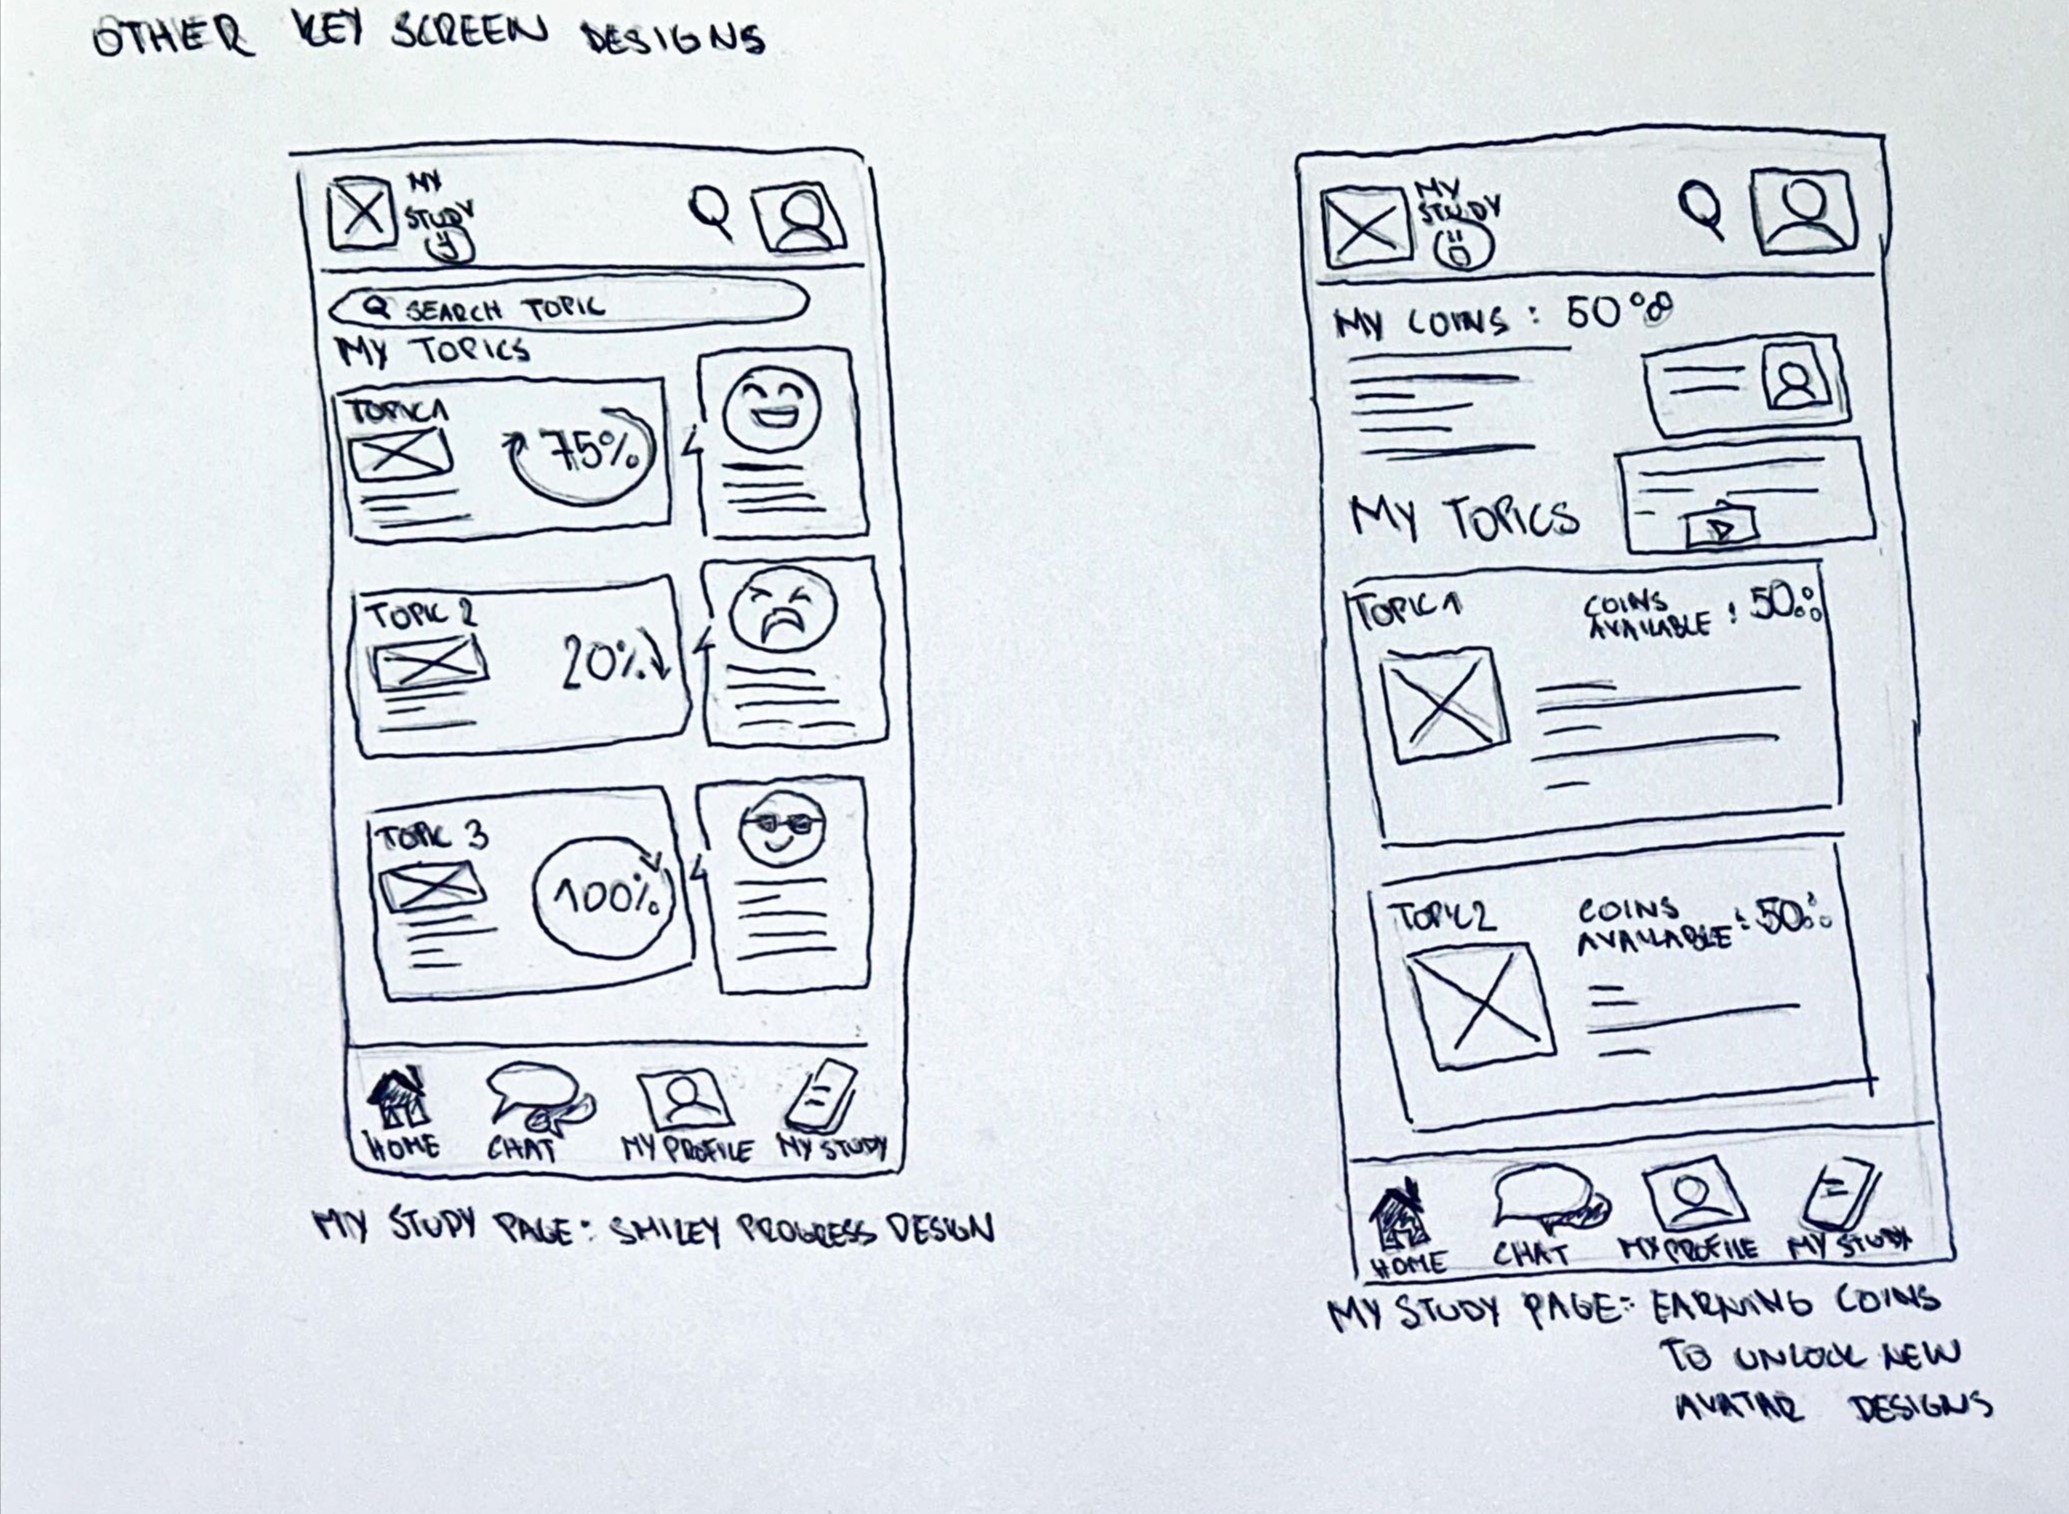 OTHER KEY SCREEN DESIGNS
MY
STUDY
SEARCH TOPIC
MY TOPICS
TOPIC 1
75%
TOPIC 2
20%
TOPIC 3
100%
HOME CHAT MY PROFILE MY STUDY
MY STUDY PAGE: SMILEY PROGRESS DESIGN
MY
STUDY
MY COINS : 50
MY TOPICS
TOPIC 1
COINS
AVAILABLE : 50
TOPIC 2
COINS
AVAILABLE : 50
HOME CHAT MY PROFILE MY STUDY
MY STUDY PAGE: EARNING COINS
TO UNLOCK NEW
AVATAR DESIGNS